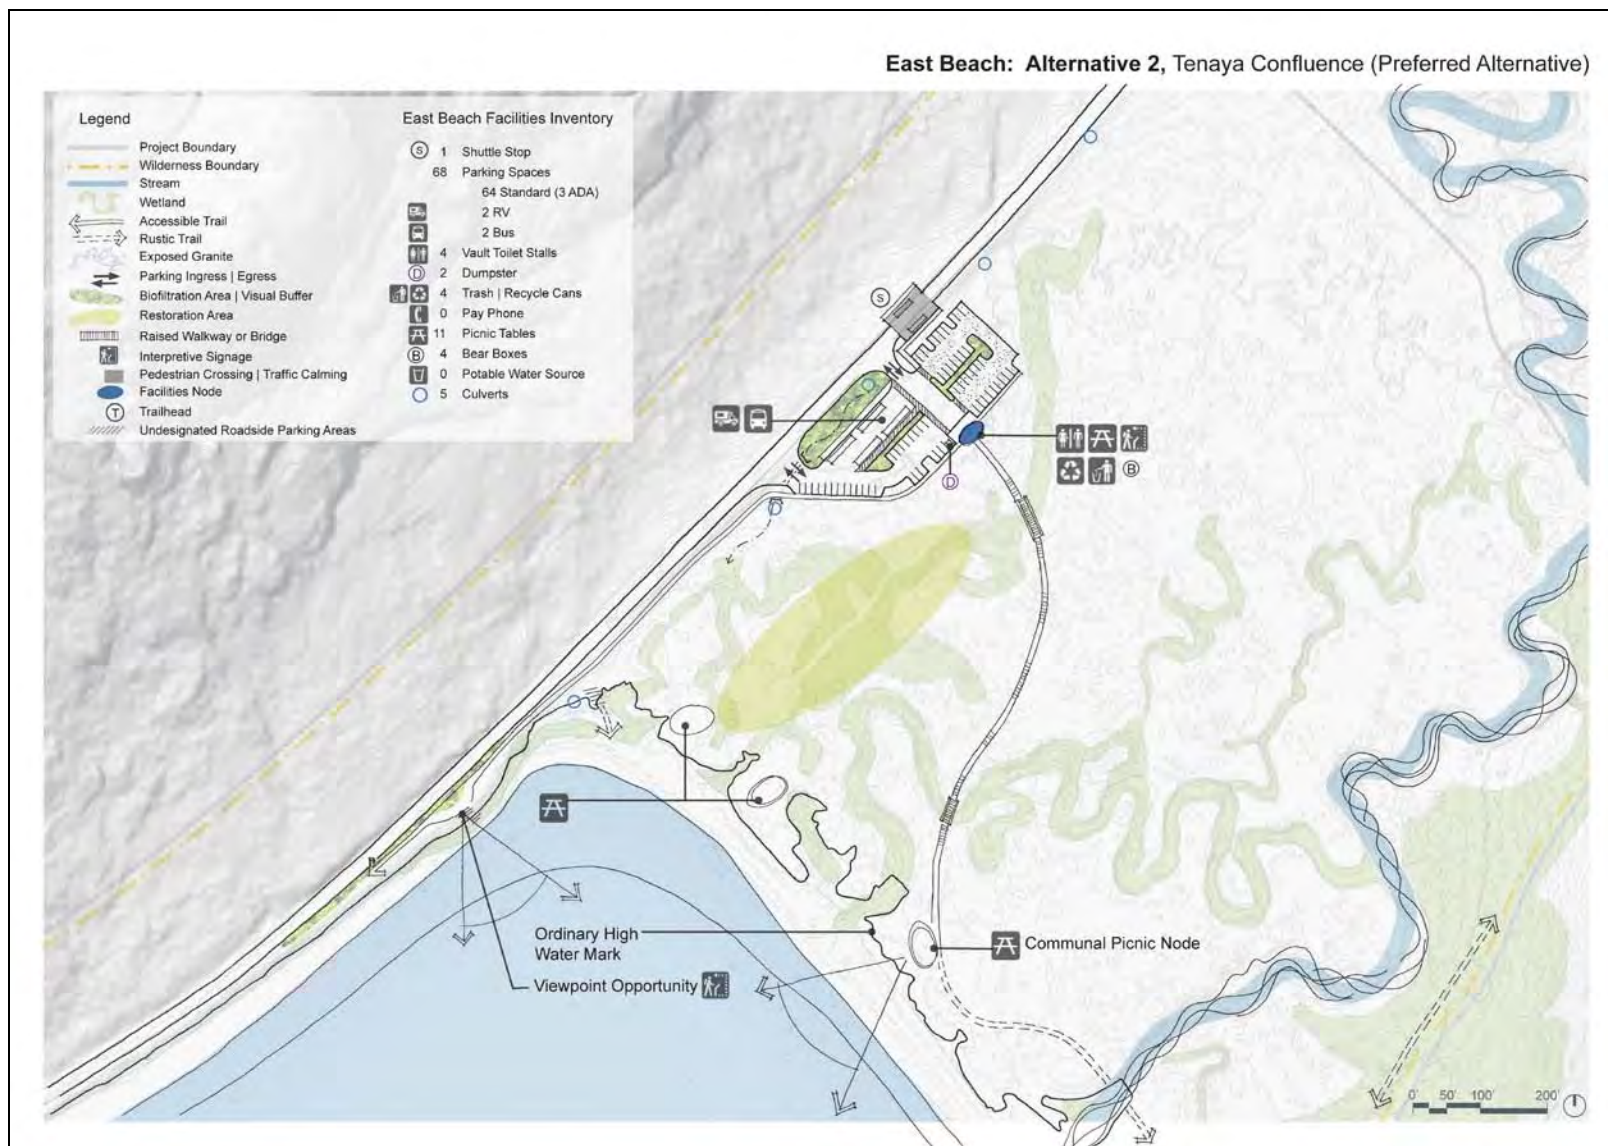 East Beach: Alternative 2, Tenaya Confluence (Preferred Alternative)
Legend
Project Boundary
Wilderness Boundary
Stream
Wetland
Accessible Trail
Rustic Trail
Exposed Granite
Parking Ingress | Egress
Biofiltration Area | Visual Buffer
Restoration Area
Raised Walkway or Bridge
Interpretive Signage
Pedestrian Crossing | Traffic Calming
Facilities Node
T Trailhead
Undesignated Roadside Parking Areas
East Beach Facilities Inventory
S 1 Shuttle Stop
68 Parking Spaces
64 Standard (3 ADA)
2 RV
2 Bus
4 Vault Toilet Stalls
D 2 Dumpster
4 Trash | Recycle Cans
0 Pay Phone
11 Picnic Tables
B 4 Bear Boxes
0 Potable Water Source
5 Culverts
S
B
D
D
Ordinary High
Water Mark
Viewpoint Opportunity
Communal Picnic Node
0' 50' 100' 200'